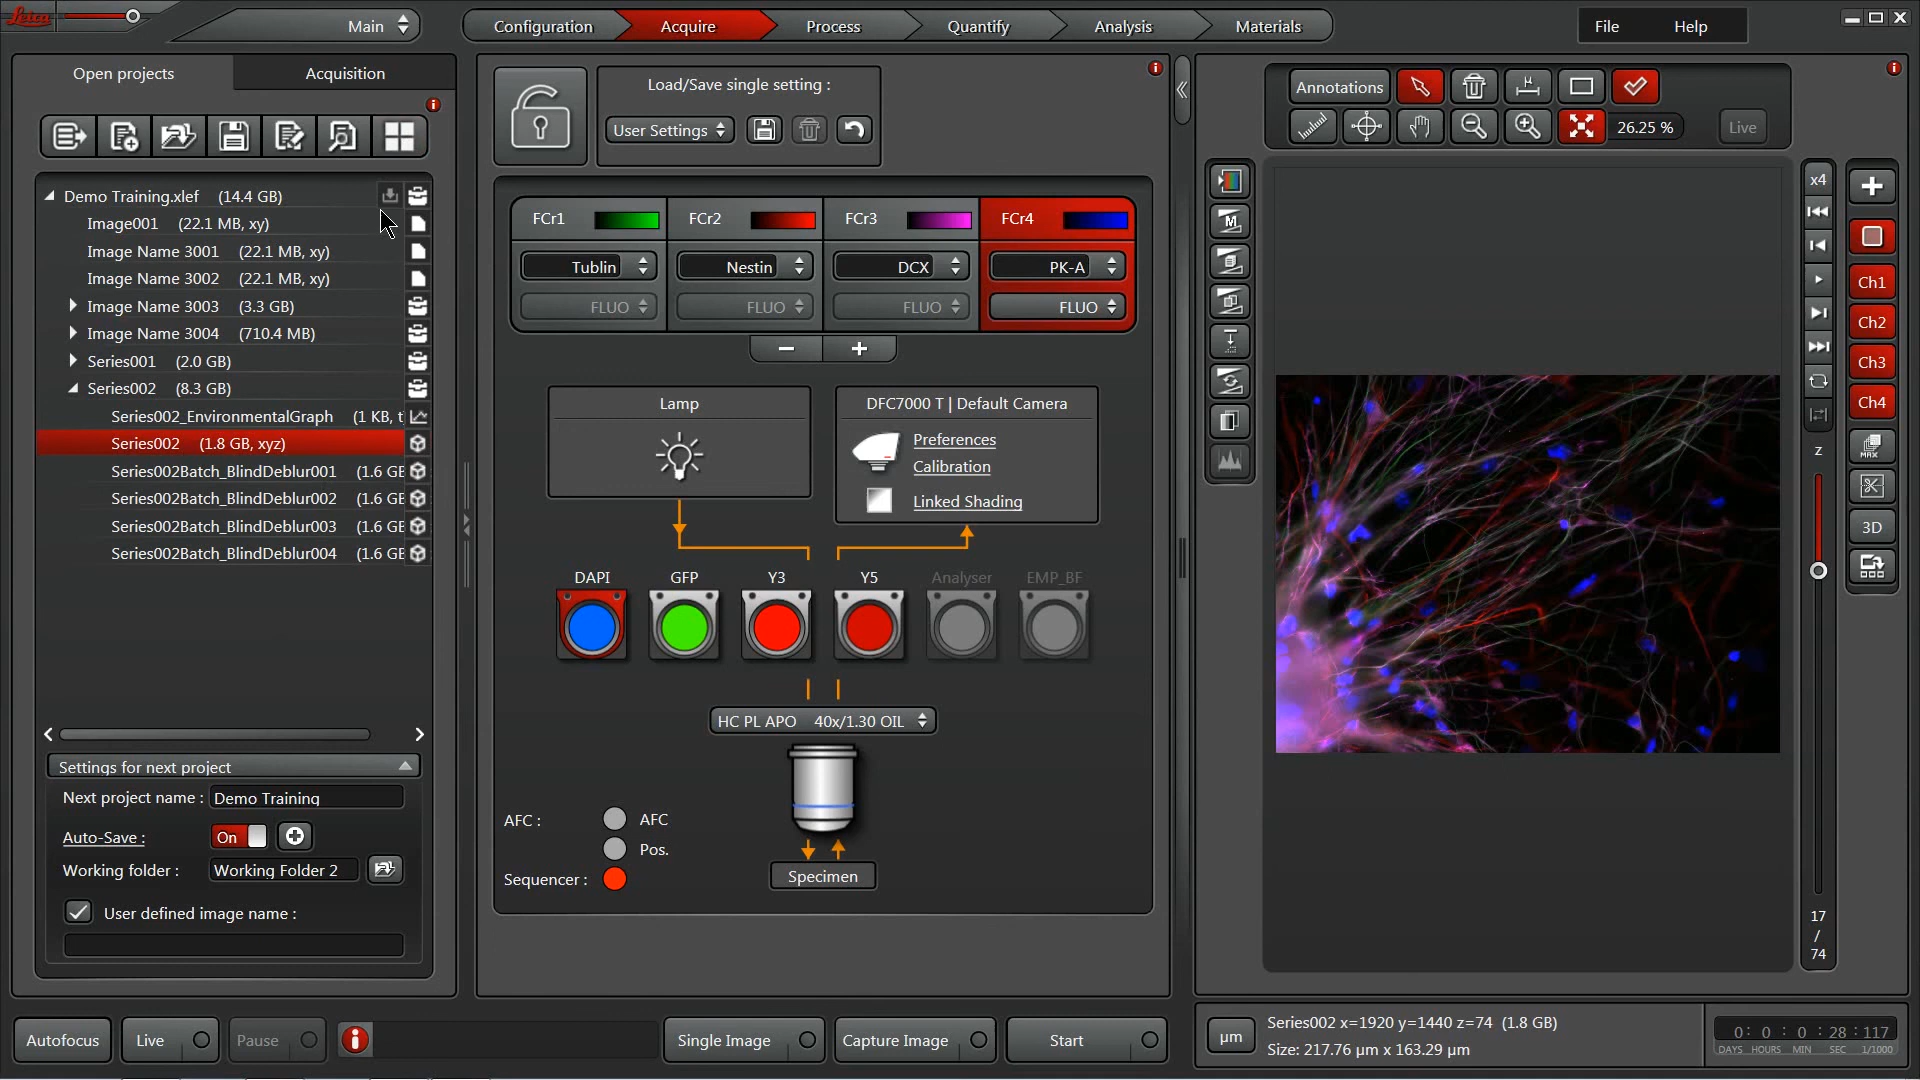 Leica
Main
Configuration
Acquire
Process
Quantify
Analysis
Materials
File
Help
Open projects
Acquisition
Demo Training.xlef (14.4 GB)
Image001 (22.1 MB, xy)
Image Name 3001 (22.1 MB, xy)
Image Name 3002 (22.1 MB, xy)
Image Name 3003 (3.3 GB)
Image Name 3004 (710.4 MB)
Series001 (2.0 GB)
Series002 (8.3 GB)
Series002_EnvironmentalGraph (1 KB, t
Series002 (1.8 GB, xyz)
Series002Batch_BlindDeblur001 (1.6 GE
Series002Batch_BlindDeblur002 (1.6 GE
Series002Batch_BlindDeblur003 (1.6 GE
Series002Batch_BlindDeblur004 (1.6 GE
Settings for next project
Next project name : Demo Training
Auto-Save : On
Working folder : Working Folder 2
User defined image name :
Load/Save single setting :
User Settings
FCr1
FCr2
FCr3
FCr4
Tublin
Nestin
DCX
PK-A
FLUO
FLUO
FLUO
FLUO
Lamp
DFC7000 T | Default Camera
Preferences
Calibration
Linked Shading
DAPI
GFP
Y3
Y5
Analyser
EMP_BF
HC PL APO 40x/1.30 OIL
AFC : AFC
Pos.
Sequencer :
Specimen
Annotations
26.25 %
Live
M
x4
z
17
/
74
Ch1
Ch2
Ch3
Ch4
MAX
3D
Autofocus
Live
Pause
Single Image
Capture Image
Start
µm
Series002 x=1920 y=1440 z=74 (1.8 GB)
Size: 217.76 µm x 163.29 µm
0: 0 : 0 : 28 : 117
DAYS HOURS MIN SEC 1/1000